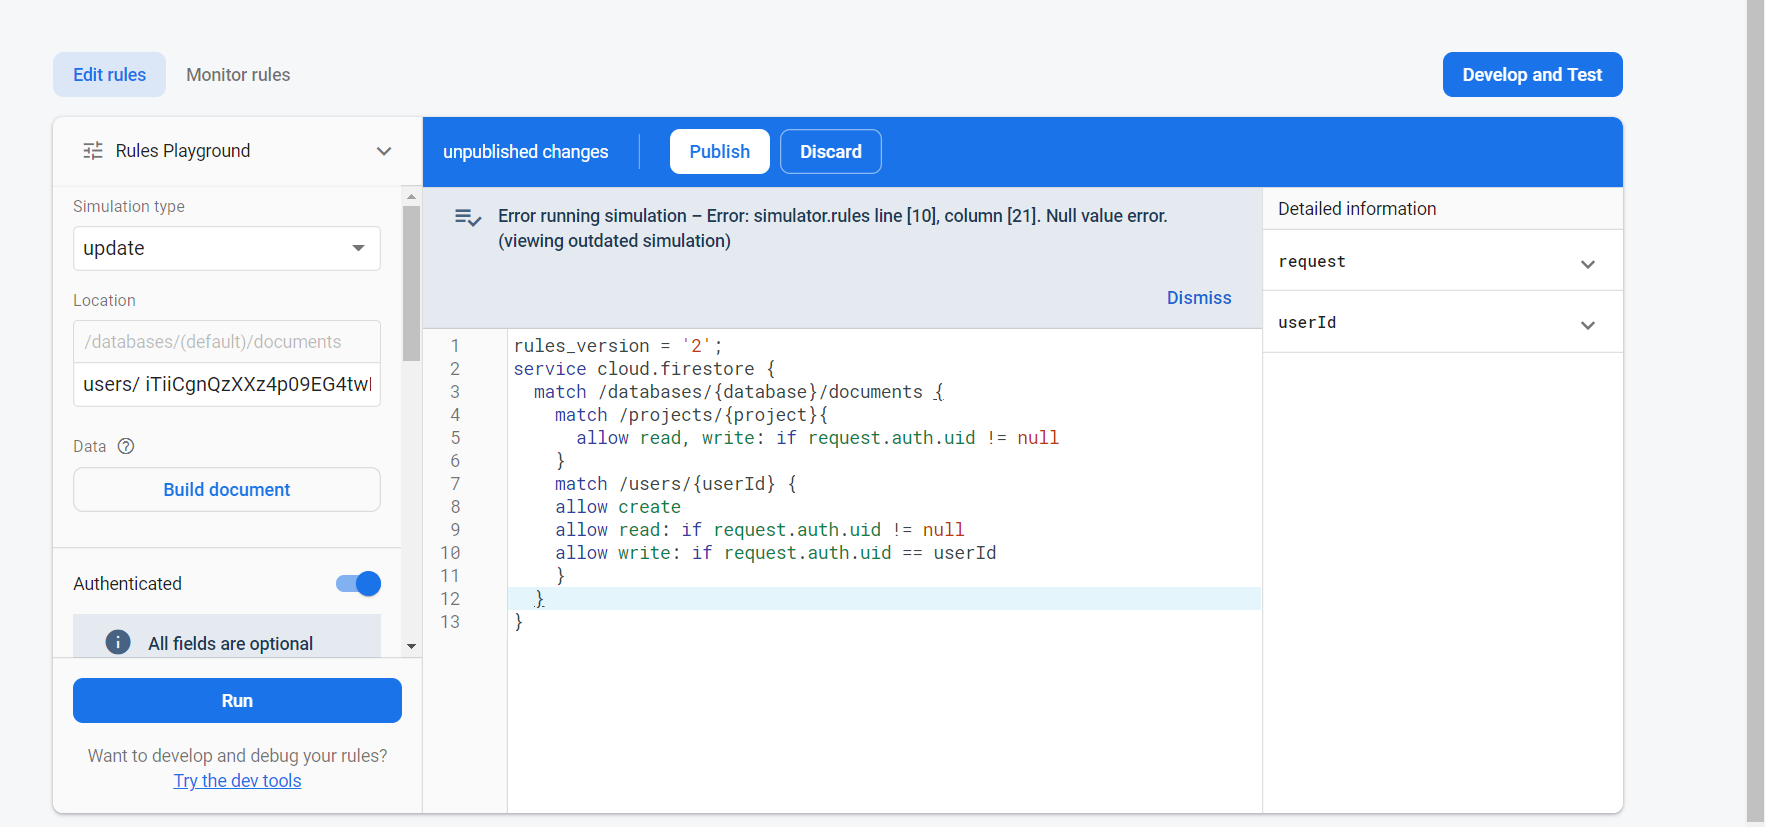 Edit rules
Monitor rules
Develop and Test
Rules Playground
unpublished changes
Publish
Discard
Simulation type
update
Location
/databases/(default)/documents
users/ iTiiCgnQzXXz4p09EG4tw
Data
Build document
Authenticated
All fields are optional
Run
Want to develop and debug your rules?
Try the dev tools
Error running simulation – Error: simulator.rules line [10], column [21]. Null value error.
(viewing outdated simulation)
Dismiss
1 rules_version = '2';
2 service cloud.firestore {
3 match /databases/{database}/documents {
4 match /projects/{project}{
5 allow read, write: if request.auth.uid != null
6 }
7 match /users/{userId} {
8 allow create
9 allow read: if request.auth.uid != null
10 allow write: if request.auth.uid == userId
11 }
12 }
13 }
Detailed information
request
userId